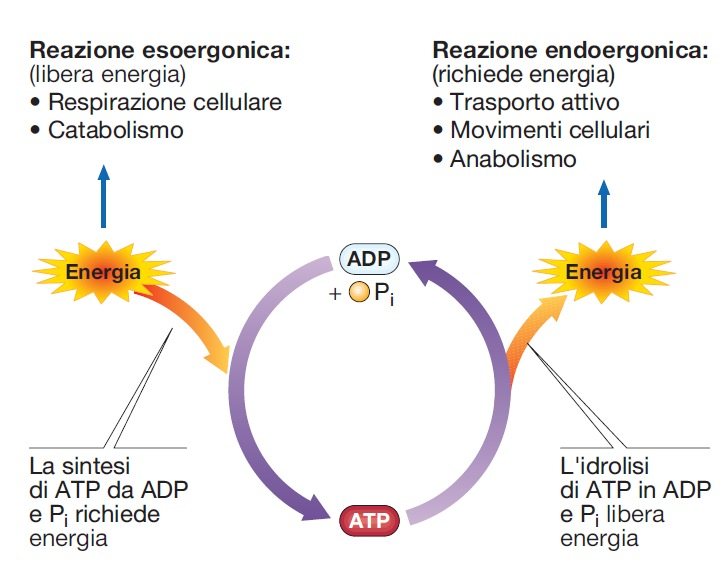 Reazione esoergonica:
(libera energia)
• Respirazione cellulare
• Catabolismo
Reazione endoergonica:
(richiede energia)
• Trasporto attivo
• Movimenti cellulari
• Anabolismo
Energia
ADP
+ Pi
Energia
La sintesi
di ATP da ADP
e Pi richiede
energia
ATP
L'idrolisi
di ATP in ADP
e Pi libera
energia